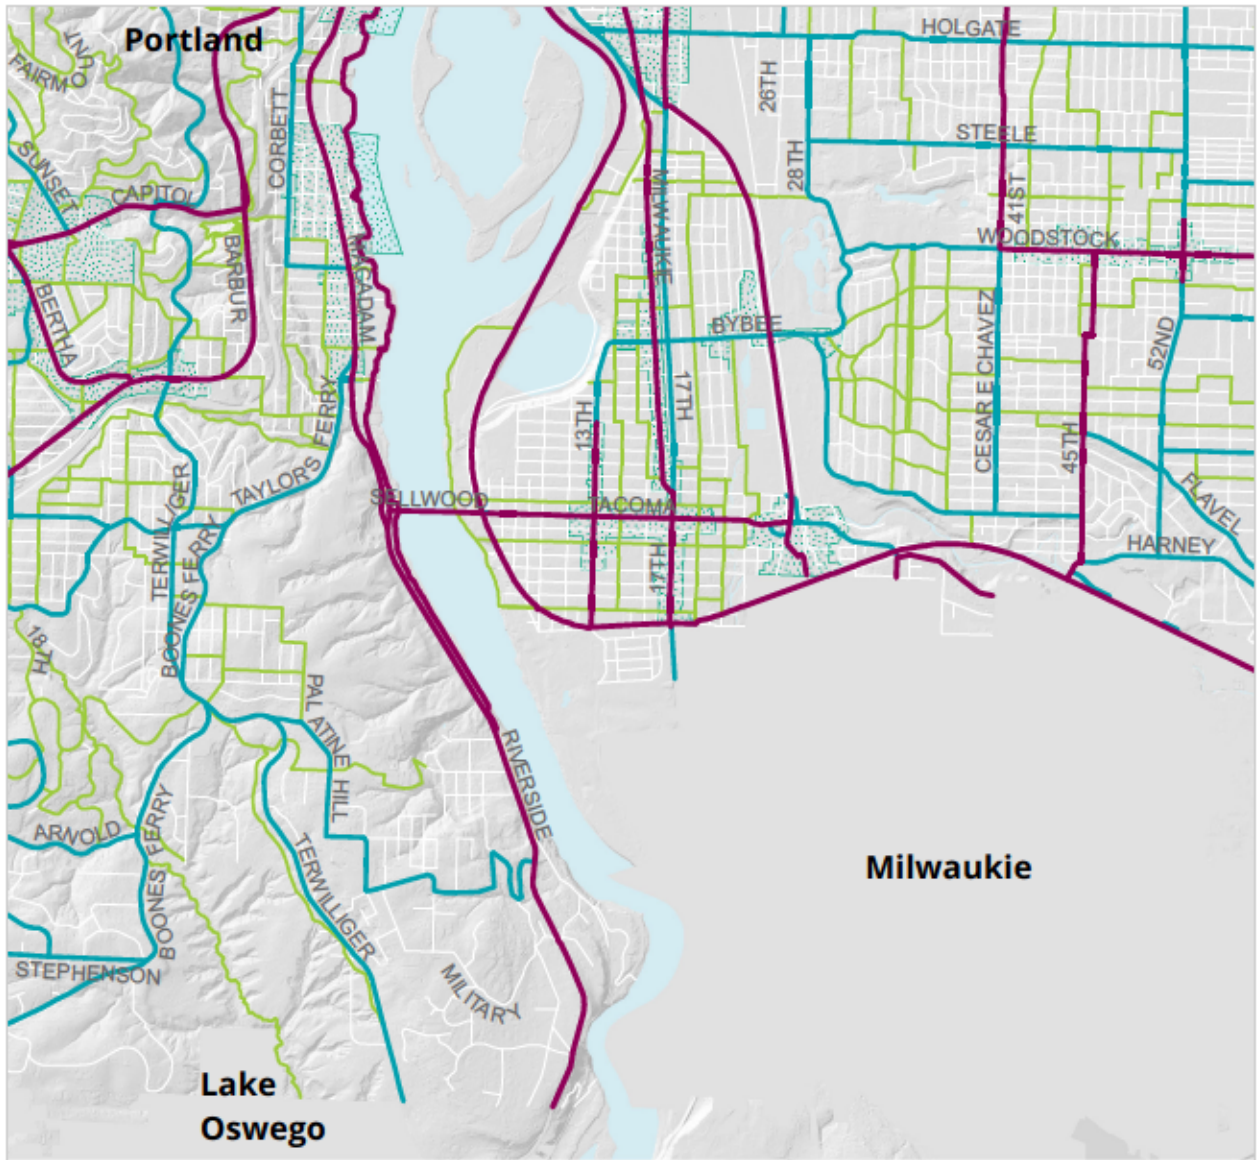 Portland
HOLGATE
FAIRMOUNT
26TH
CORBETT
STEELE
SUNSET
28TH
CAPITOL
41ST
MILWAUKIE
WOODSTOCK
BARBUR
MACADAM
BERTHA
BYBEE
CESAR E CHAVEZ
52ND
17TH
13TH
TAYLORS FERRY
45TH
SELLWOOD
TACOMA
FLAVEL
TERWILLIGER
BOONES FERRY
17TH
HARNEY
18TH
PALATINE HILL
RIVERSIDE
ARNOLD
BOONES FERRY
TERWILLIGER
Milwaukie
STEPHENSON
MILITARY
Lake
Oswego